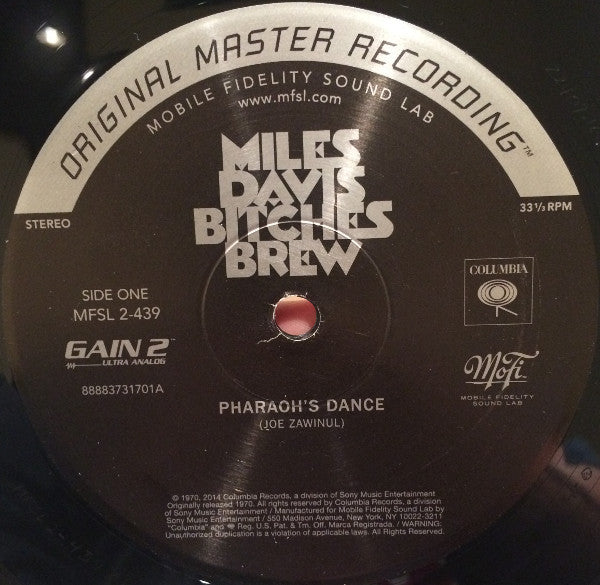 ORIGINAL MASTER RECORDING™
MOBILE FIDELITY SOUND LAB
www.mfsl.com
MILES
DAVIS
BITCHES
BREW
STEREO
33 1/3 RPM
SIDE ONE
MFSL 2-439
COLUMBIA
GAIN 2™
ULTRA ANALOG
MoFi
MOBILE FIDELITY
SOUND LAB
88883731701A
PHARAOH'S DANCE
(JOE ZAWINUL)
© 1970, 2014 Columbia Records, a division of Sony Music Entertainment
Originally released 1970. All rights reserved by Columbia Records, a division of
Sony Music Entertainment / Manufactured for Mobile Fidelity Sound Lab by
Sony Music Entertainment / 550 Madison Avenue, New York, NY 10022-3211
"Columbia" and Reg. U.S. Pat. & Tm. Off. Marca Registrada. / WARNING:
Unauthorized duplication is a violation of applicable laws. All Rights Reserved.